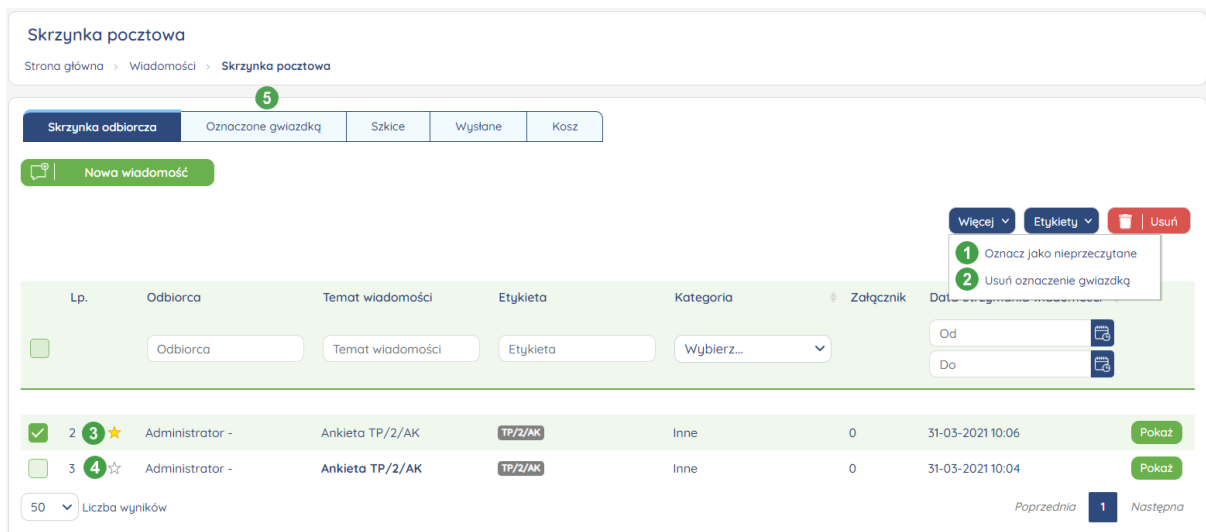 Skrzynka pocztowa
Strona główna > Wiadomości > Skrzynka pocztowa
5
Skrzynka odbiorcza Oznaczone gwiazdką Szkice Wysłane Kosz
Nowa wiadomość
Więcej Etykiety Usuń
1 Oznacz jako nieprzeczytane
2 Usuń oznaczenie gwiazdką
Lp. Odbiorca Temat wiadomości Etykieta Kategoria Załącznik Data otrzymania wiadomości
Odbiorca Temat wiadomości Etykieta Wybierz... Od
Do
2 3 Administrator - Ankieta TP/2/AK TP/2/AK Inne 0 31-03-2021 10:06 Pokaż
3 4 Administrator - Ankieta TP/2/AK TP/2/AK Inne 0 31-03-2021 10:04 Pokaż
50 Liczba wyników Poprzednia 1 Następna